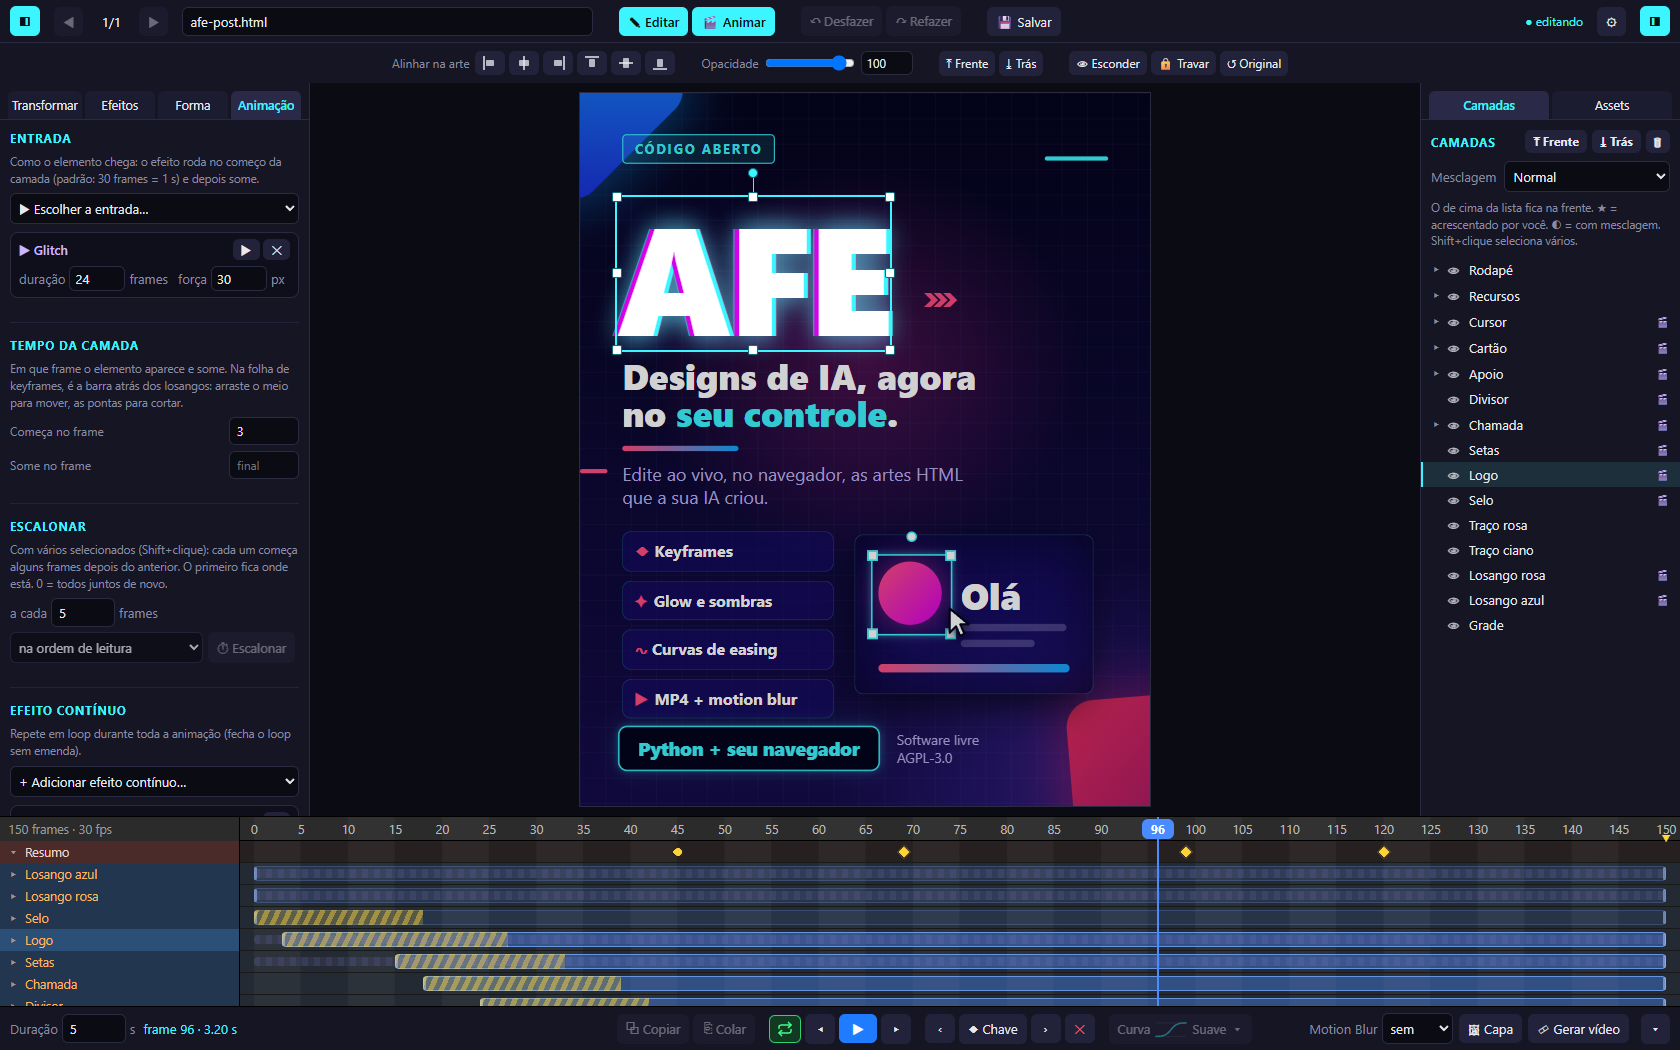 1/1
afe-post.html
Editar
Animar
Desfazer
Refazer
Salvar
editando
Alinhar na arte
Opacidade
100
Frente
Trás
Esconder
Travar
Original
Transformar
Efeitos
Forma
Animação
ENTRADA
Como o elemento chega: o efeito roda no começo da
camada (padrão: 30 frames = 1 s) e depois some.
Escolher a entrada...
Glitch
duração 24 frames força 30 px
TEMPO DA CAMADA
Em que frame o elemento aparece e some. Na folha de
keyframes, é a barra atrás dos losangos: arraste o meio
para mover, as pontas para cortar.
Começa no frame 3
Some no frame final
ESCALONAR
Com vários selecionados (Shift+clique): cada um começa
alguns frames depois do anterior. O primeiro fica onde
está. 0 = todos juntos de novo.
a cada 5 frames
na ordem de leitura
Escalonar
EFEITO CONTÍNUO
Repete em loop durante toda a animação (fecha o loop
sem emenda).
+ Adicionar efeito contínuo...
CÓDIGO ABERTO
AFE
Designs de IA, agora
no seu controle.
Edite ao vivo, no navegador, as artes HTML
que a sua IA criou.
Keyframes
Glow e sombras
Curvas de easing
MP4 + motion blur
Olá
Python + seu navegador
Software livre
AGPL-3.0
Camadas
Assets
CAMADAS
Frente
Trás
Mesclagem
Normal
O de cima da lista fica na frente. ★ =
acrescentado por você. ◐ = com mesclagem.
Shift+clique seleciona vários.
Rodapé
Recursos
Cursor
Cartão
Apoio
Divisor
Chamada
Setas
Logo
Selo
Traço rosa
Traço ciano
Losango rosa
Losango azul
Grade
150 frames · 30 fps
0 5 10 15 20 25 30 35 40 45 50 55 60 65 70 75 80 85 90 96 100 105 110 115 120 125 130 135 140 145 150
Resumo
Losango azul
Losango rosa
Selo
Logo
Setas
Chamada
Divisor
Duração 5 s frame 96 · 3.20 s
Copiar
Colar
Chave
Curva
Suave
Motion Blur
sem
Capa
Gerar vídeo